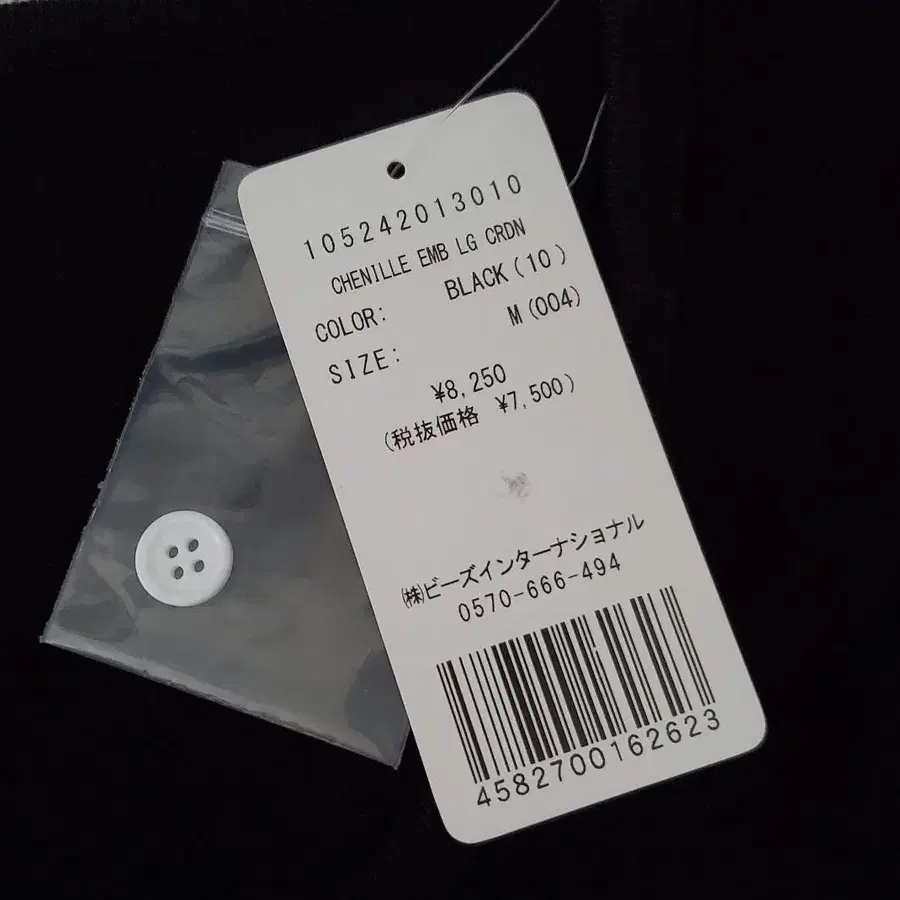 105242013010
CHENILLE EMB LG CRDN
COLOR: BLACK(10)
SIZE: M(004)
¥8,250
(税抜価格 ¥7,500)
㈱ビーズインターナショナル
0570-666-494
4582700162623